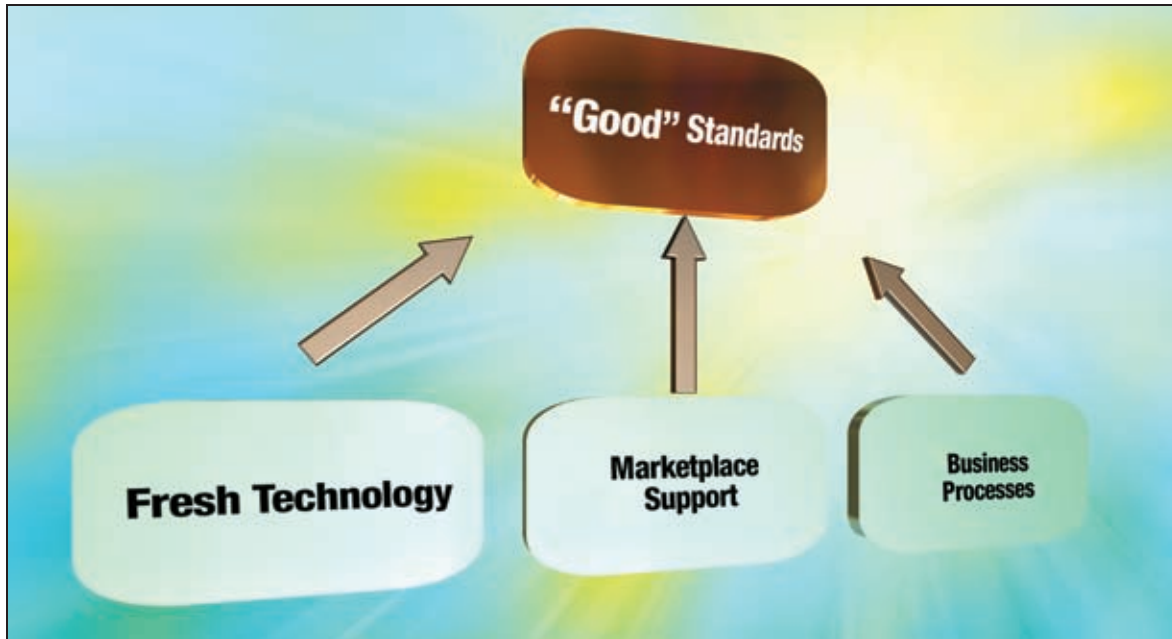 “Good” Standards
Fresh Technology
Marketplace
Support
Business
Processes